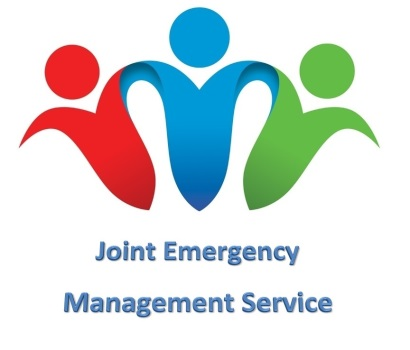 Joint Emergency
Management Service